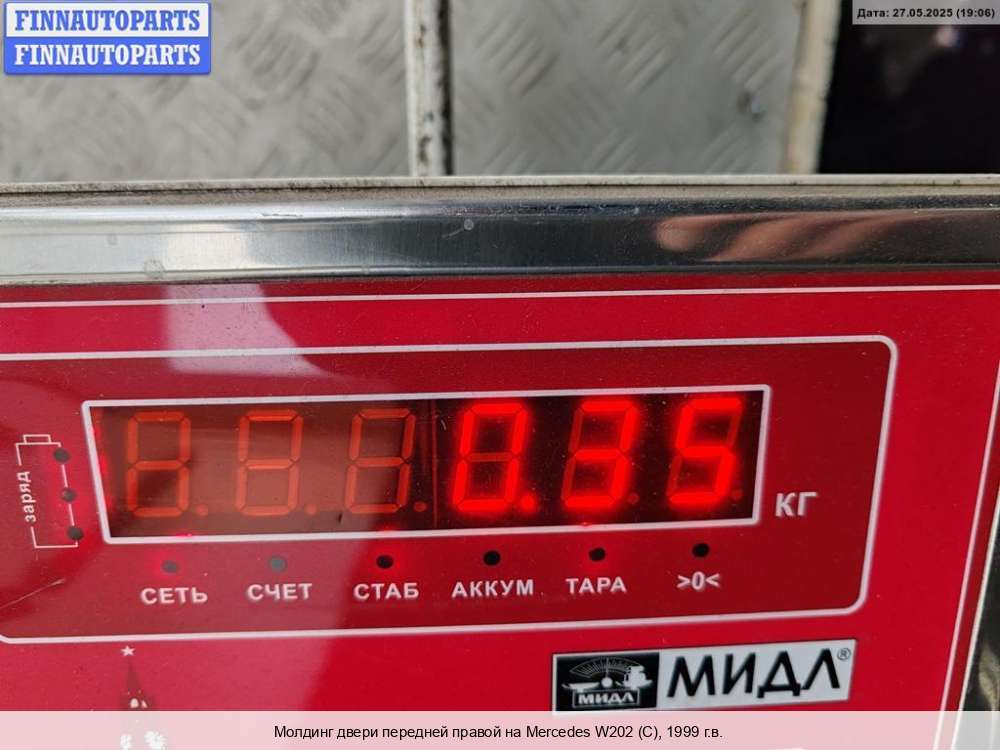 FINNAUTOPARTS
FINNAUTOPARTS
Дата: 27.05.2025 (19:06)
заряд
0.35
КГ
СЕТЬ СЧЕТ СТАБ АККУМ ТАРА >0<
МИДЛ МИДЛ®
Молдинг двери передней правой на Mercedes W202 (C), 1999 г.в.